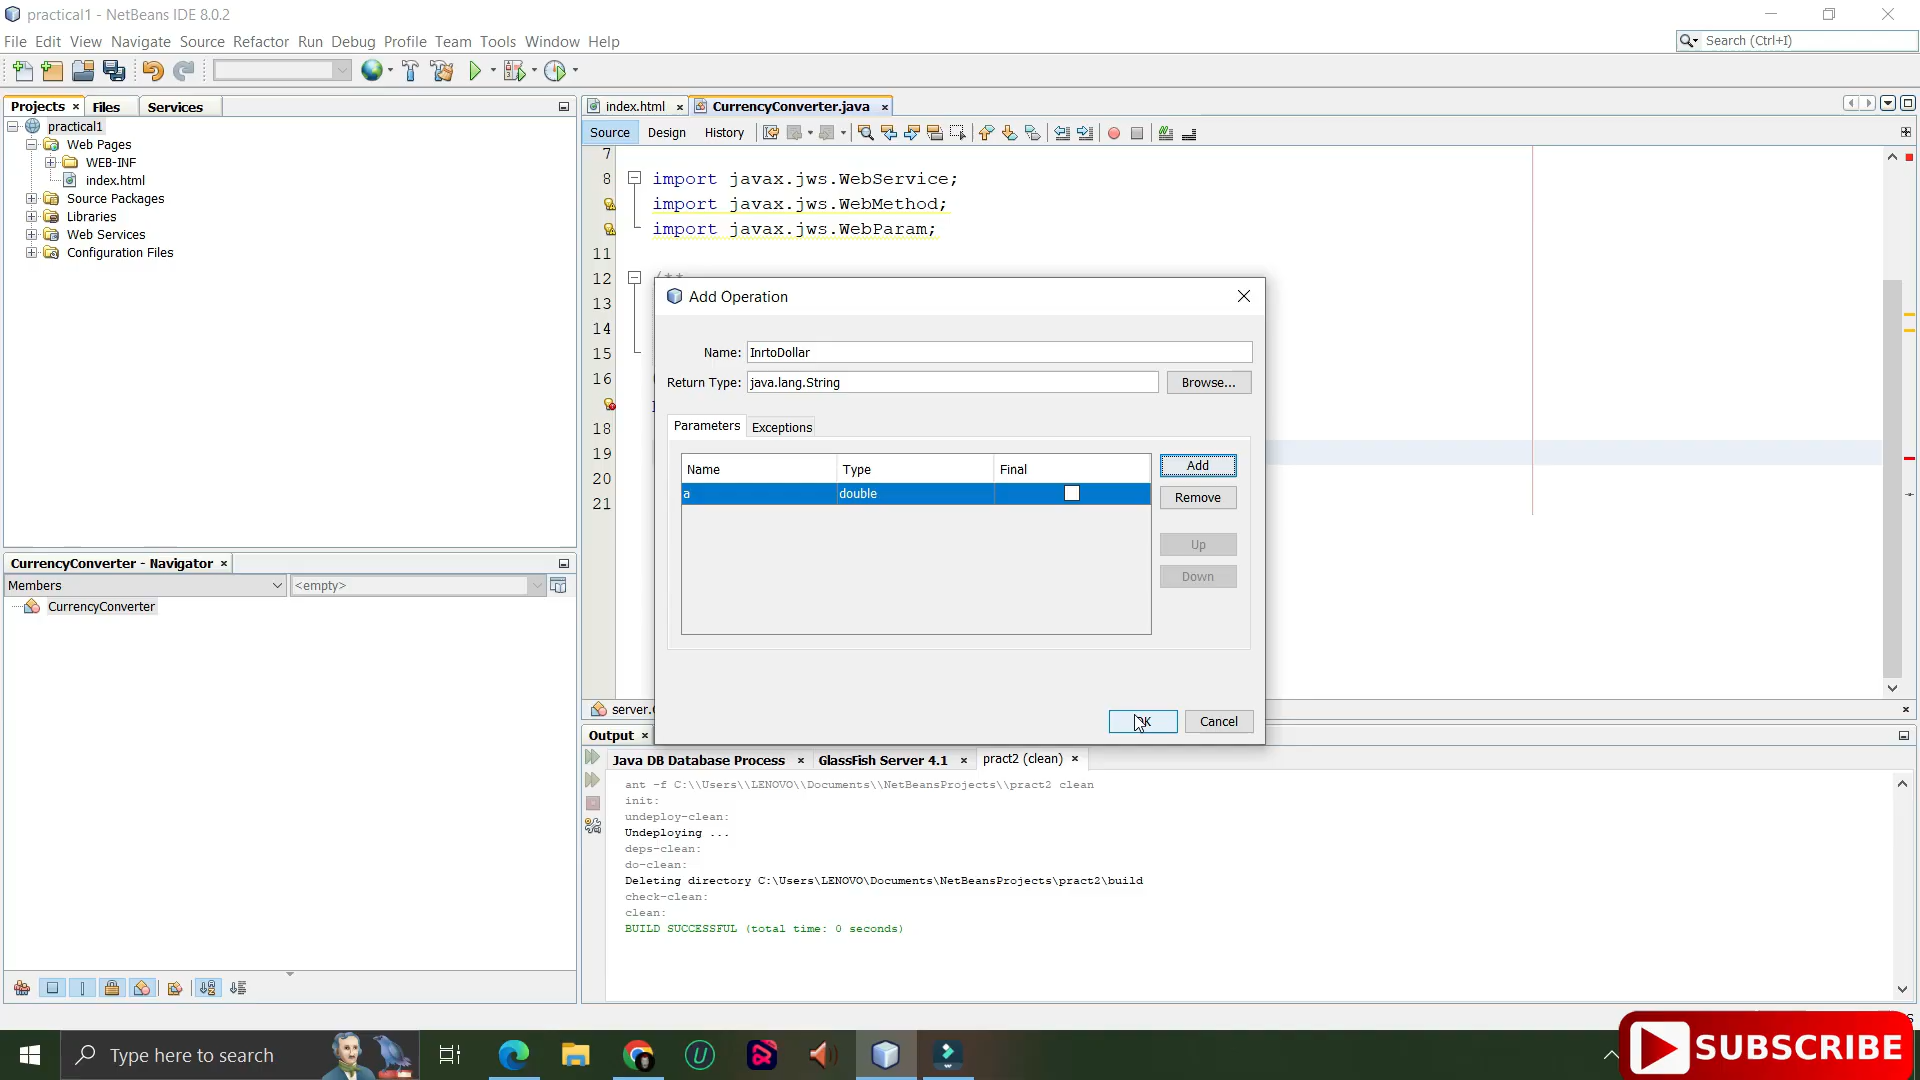 practical1 - NetBeans IDE 8.0.2
File Edit View Navigate Source Refactor Run Debug Profile Team Tools Window Help
Search (Ctrl+I)
Projects Files Services
practical1
Web Pages
WEB-INF
index.html
Source Packages
Libraries
Web Services
Configuration Files
CurrencyConverter - Navigator
Members
<empty>
CurrencyConverter
index.html CurrencyConverter.java
Source Design History
7
8 import javax.jws.WebService;
import javax.jws.WebMethod;
import javax.jws.WebParam;
11
12 /**
13
14
15
16
18
19
20
21
Add Operation
Name: InrtoDollar
Return Type: java.lang.String Browse...
Parameters Exceptions
Name Type Final Add
a double
Remove
Up
Down
OK Cancel
Output
Java DB Database Process GlassFish Server 4.1 pract2 (clean)
ant -f C:\\Users\\LENOVO\\Documents\\NetBeansProjects\\pract2 clean
init:
undeploy-clean:
Undeploying ...
deps-clean:
do-clean:
Deleting directory C:\Users\LENOVO\Documents\NetBeansProjects\pract2\build
check-clean:
clean:
BUILD SUCCESSFUL (total time: 0 seconds)
Type here to search
SUBSCRIBE